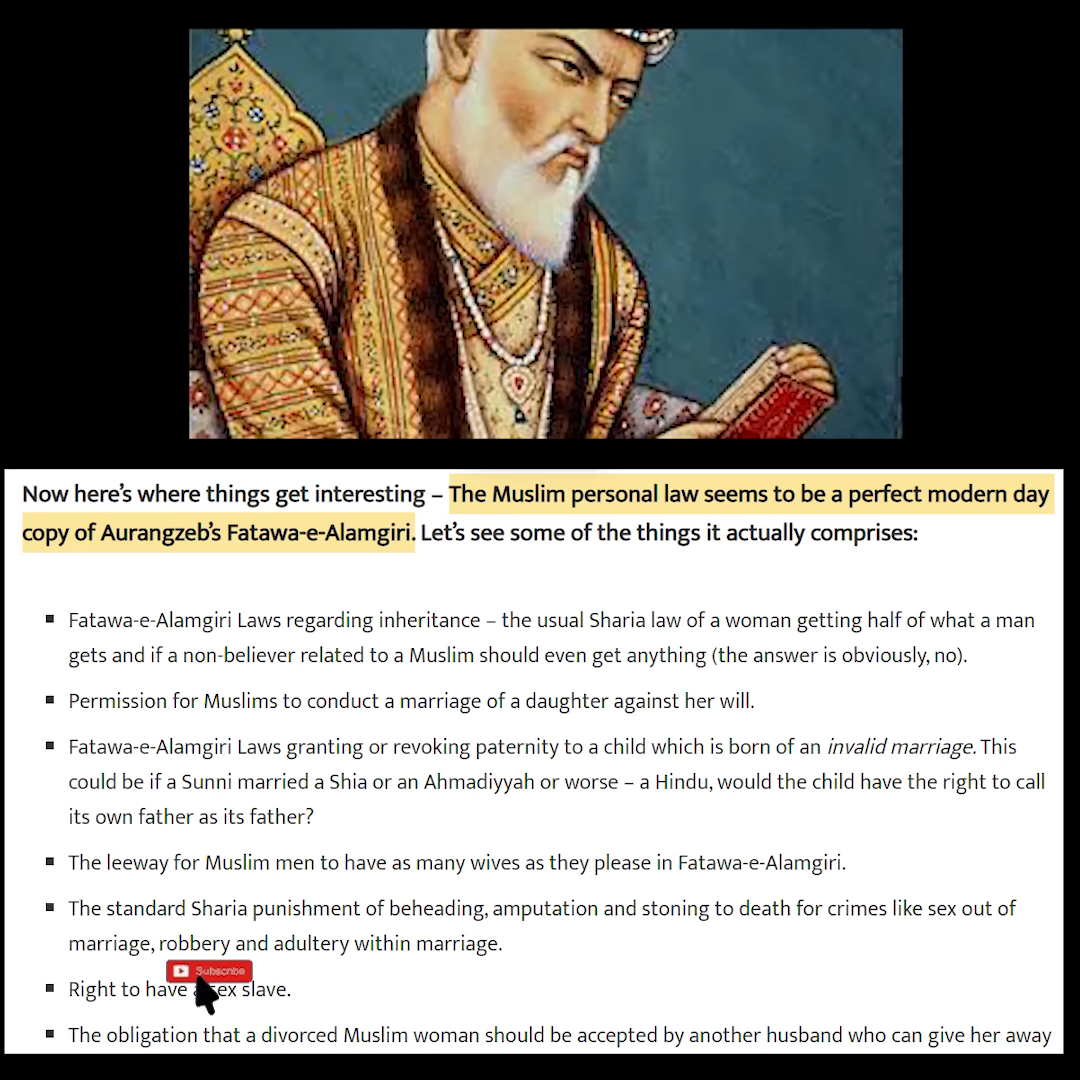 Now here's where things get interesting – The Muslim personal law seems to be a perfect modern day
copy of Aurangzeb's Fatawa-e-Alamgiri. Let's see some of the things it actually comprises:
Fatawa-e-Alamgiri Laws regarding inheritance – the usual Sharia law of a woman getting half of what a man
gets and if a non-believer related to a Muslim should even get anything (the answer is obviously, no).
Permission for Muslims to conduct a marriage of a daughter against her will.
Fatawa-e-Alamgiri Laws granting or revoking paternity to a child which is born of an invalid marriage. This
could be if a Sunni married a Shia or an Ahmadiyyah or worse – a Hindu, would the child have the right to call
its own father as its father?
The leeway for Muslim men to have as many wives as they please in Fatawa-e-Alamgiri.
The standard Sharia punishment of beheading, amputation and stoning to death for crimes like sex out of
marriage, robbery and adultery within marriage.
Subscribe
Right to have a sex slave.
The obligation that a divorced Muslim woman should be accepted by another husband who can give her away